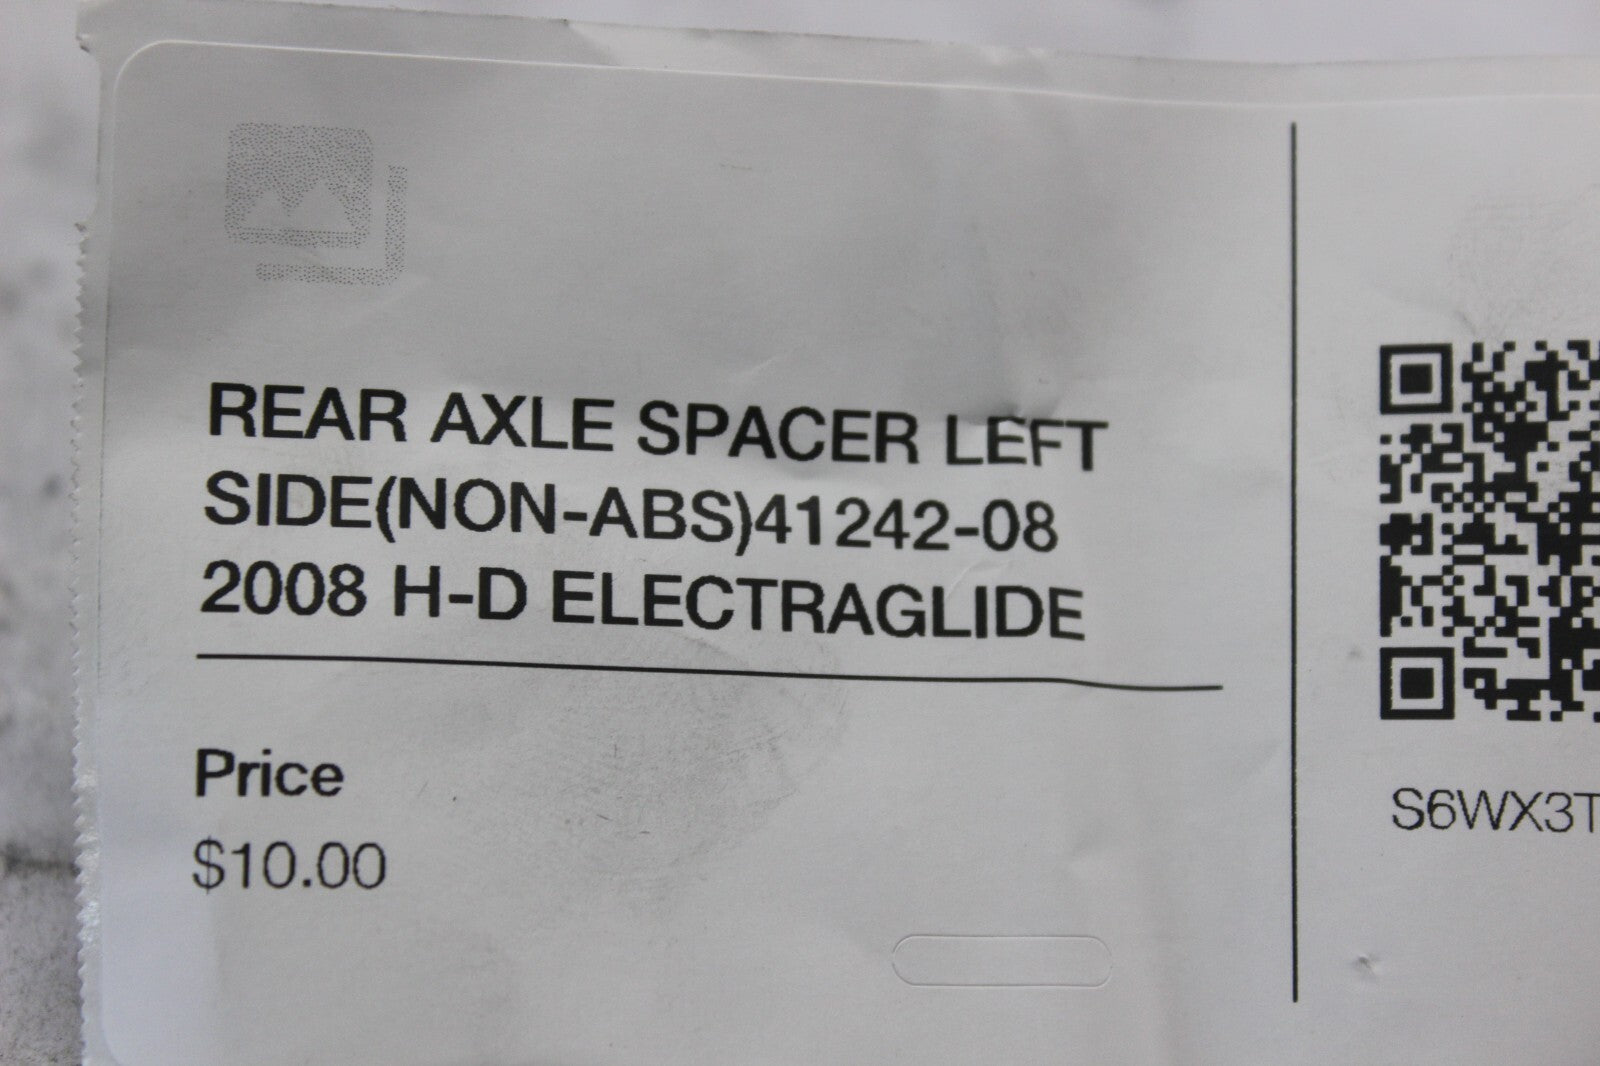 REAR AXLE SPACER LEFT
SIDE(NON-ABS)41242-08
2008 H-D ELECTRAGLIDE
Price
$10.00
S6WX3T